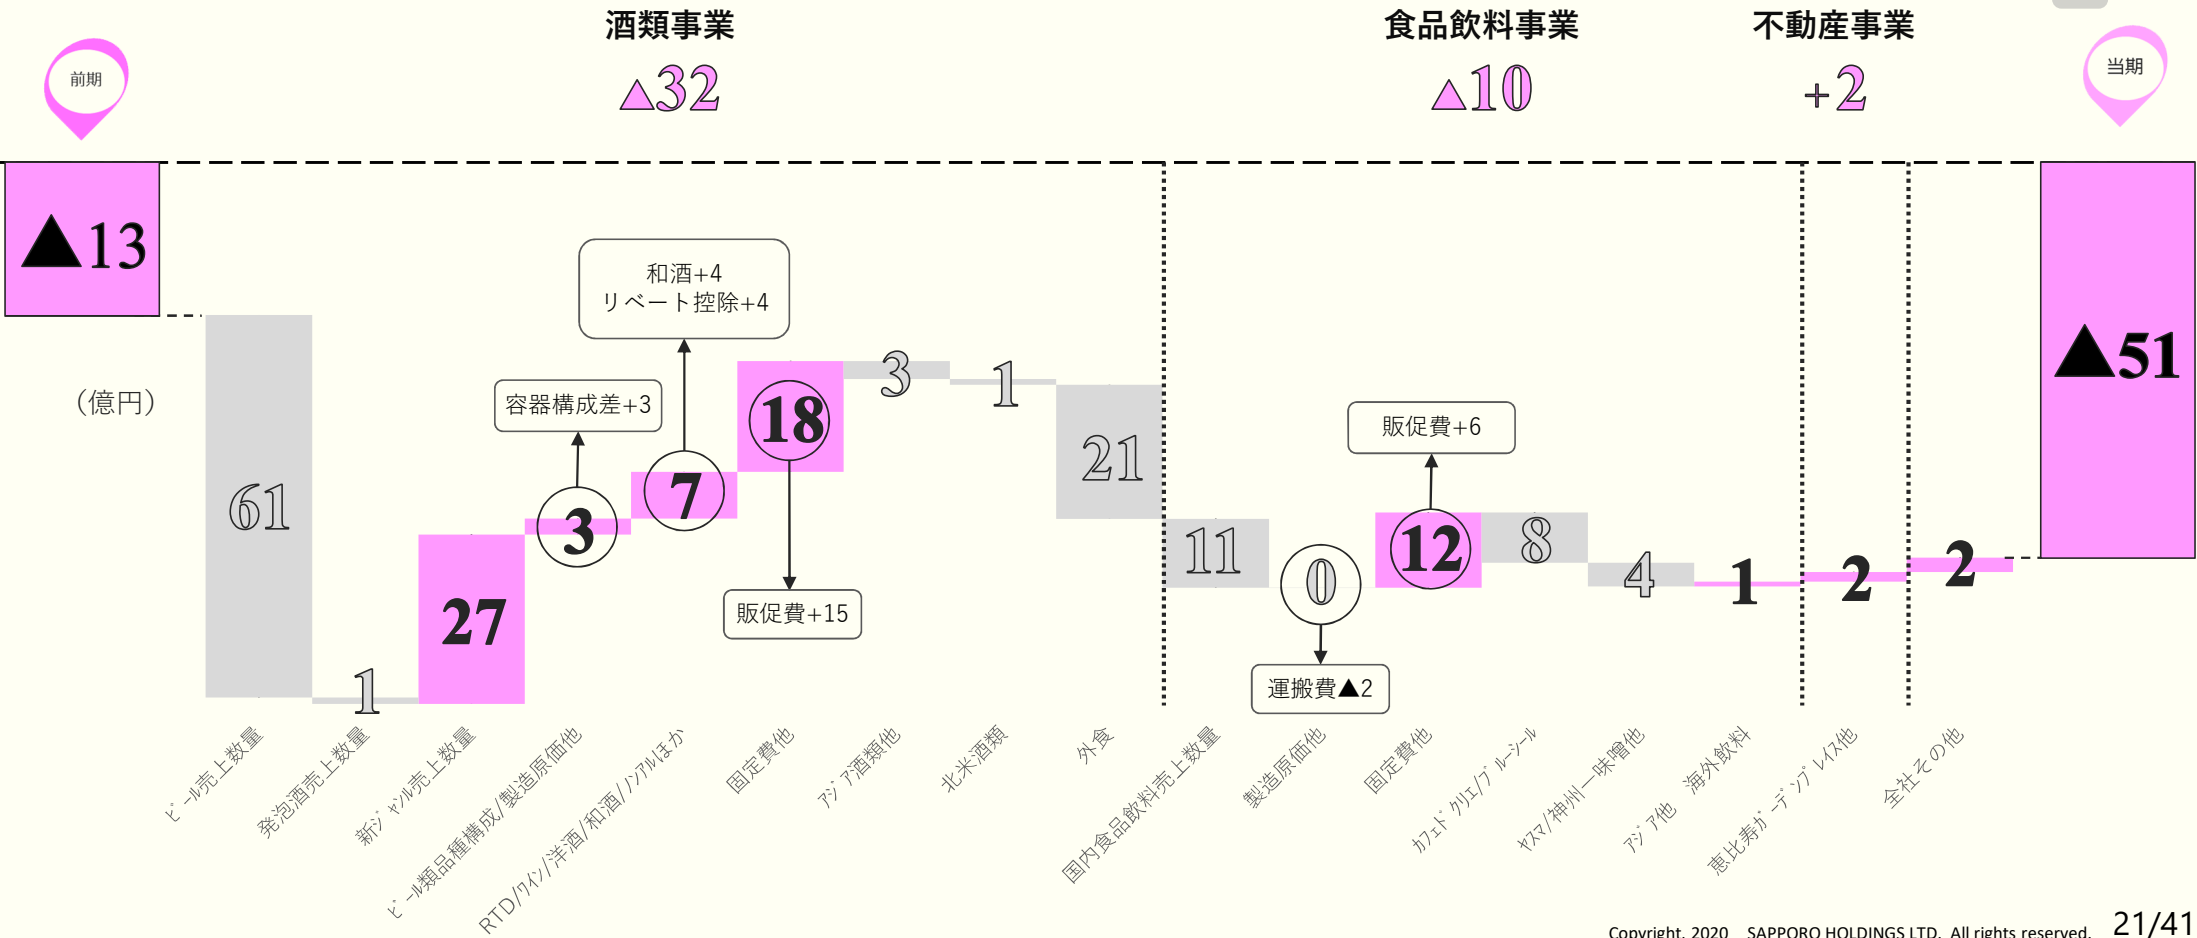 酒類事業
食品飲料事業
不動産事業
前期
▲32
▲10
+2
当期
▲13
(億円)
和酒+4
リベート控除+4
容器構成差+3
販促費+15
販促費+6
運搬費▲2
61
1
27
3
7
18
3
1
21
11
0
12
8
4
1
2
2
▲51
ビール売上数量
発泡酒売上数量
新ジャンル売上数量
ビール類品種構成/製造原価他
RTD/ワイン/洋酒/和酒/ノンアルほか
固定費他
アジア酒類他
北米酒類
外食
国内食品飲料売上数量
製造原価他
固定費他
カフェドクリエ/ブルーシール
ヤスマ/神州一味噌他
アジア他 海外飲料
恵比寿ガーデンプレイス他
全社その他
Copyright, 2020 SAPPORO HOLDINGS LTD. All rights reserved.
21/41